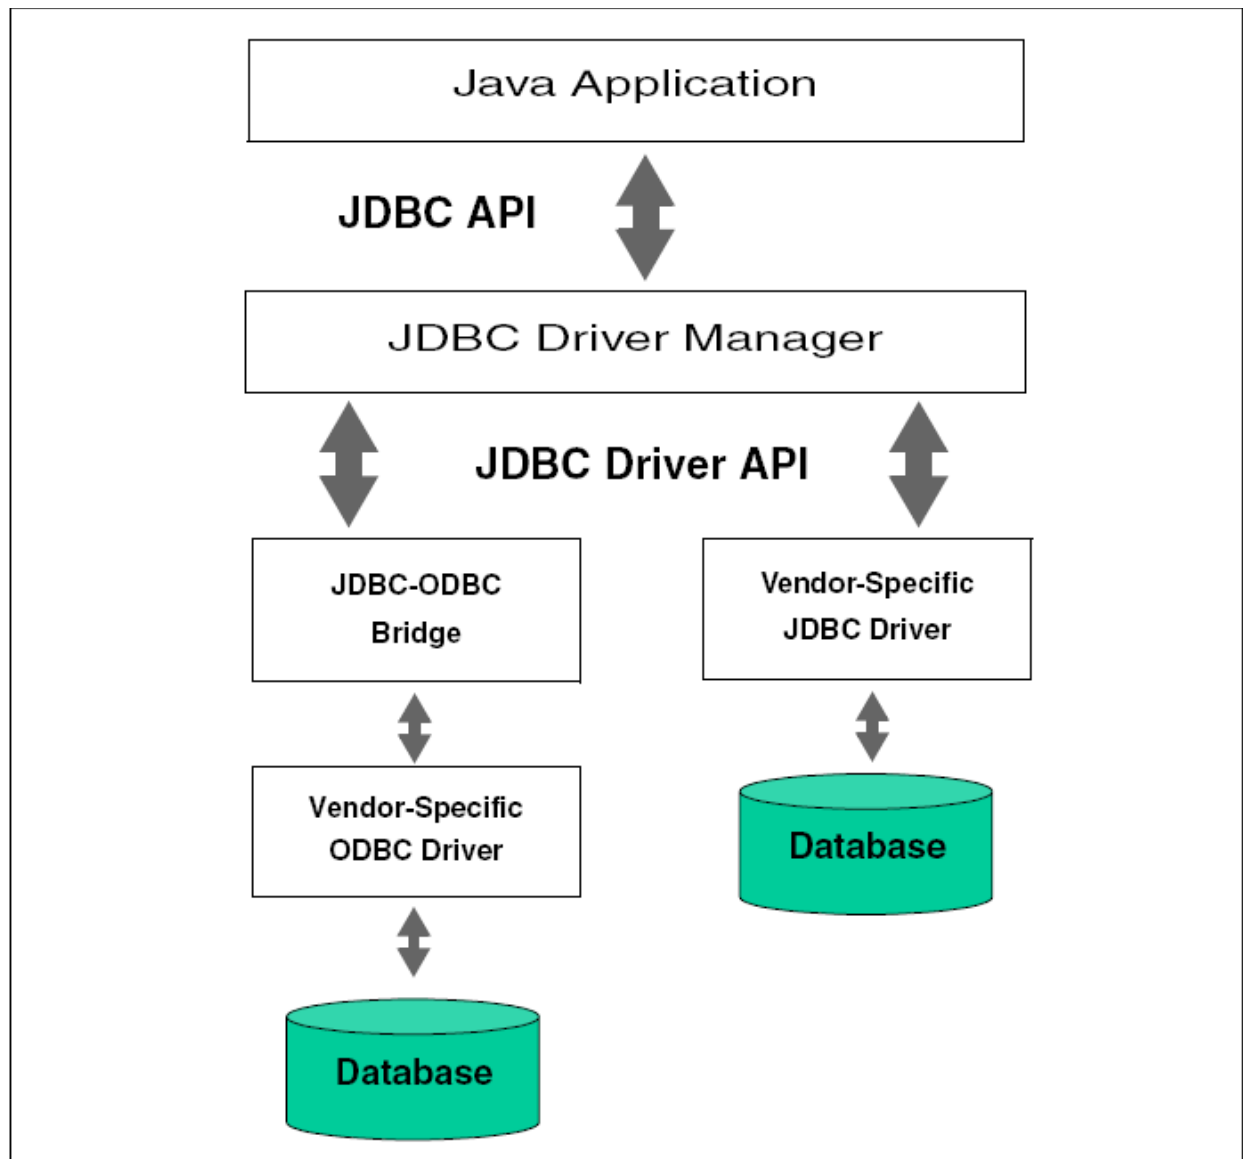 Java Application
JDBC API
JDBC Driver Manager
JDBC Driver API
JDBC-ODBC
Bridge
Vendor-Specific
JDBC Driver
Vendor-Specific
ODBC Driver
Database
Database